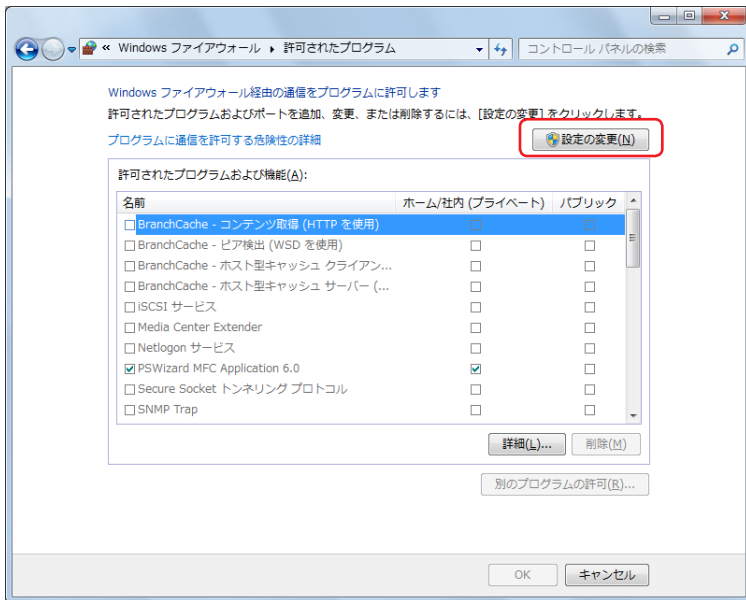 « Windows ファイアウォール ▸ 許可されたプログラム
コントロール パネルの検索
Windows ファイアウォール経由の通信をプログラムに許可します
許可されたプログラムおよびポートを追加、変更、または削除するには、[設定の変更] をクリックします。
プログラムに通信を許可する危険性の詳細
設定の変更(N)
許可されたプログラムおよび機能(A):
名前 ホーム/社内 (プライベート) パブリック
BranchCache - コンテンツ取得 (HTTP を使用)
BranchCache - ピア検出 (WSD を使用)
BranchCache - ホスト型キャッシュ クライアン...
BranchCache - ホスト型キャッシュ サーバー (...
iSCSI サービス
Media Center Extender
Netlogon サービス
PSWizard MFC Application 6.0
Secure Socket トンネリング プロトコル
SNMP Trap
詳細(L)... 削除(M)
別のプログラムの許可(R)...
OK キャンセル